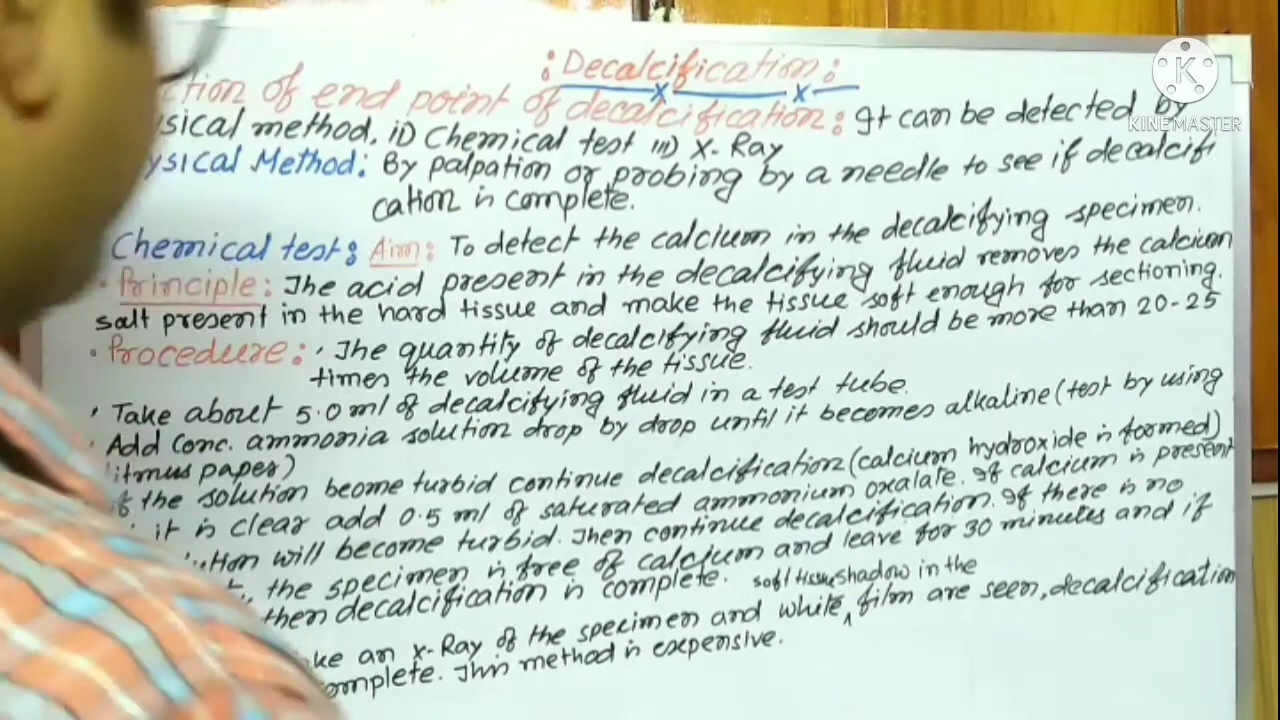 : Decalcification :
ction of end point of decalcification : It can be detected by
ysical method. ii) Chemical test iii) X-Ray
ysical Method : By palpation or probing by a needle to see if decalcifi
cation is complete.
Chemical test : Aim : To detect the calcium in the decalcifying specimen.
• Principle : The acid present in the decalcifying fluid removes the calcium
salt present in the hard tissue and make the tissue soft enough for sectioning.
• Procedure : • The quantity of decalcifying fluid should be more than 20-25
times the volume of the tissue.
• Take about 5.0 ml of decalcifying fluid in a test tube.
• Add conc. ammonia solution drop by drop until it becomes alkaline (test by using
litmus paper)
If the solution beome turbid continue decalcification (calcium hydroxide is formed)
it is clear add 0.5 ml of saturated ammonium oxalate. If calcium is present
ution will become turbid. Then continue decalcification. If there is no
the specimen is free of calcium and leave for 30 minutes and if
then decalcification is complete.
ake an X-Ray of the specimen and white soft tissue shadow in the film are seen, decalcification
omplete. This method is expensive.
K
KINEMASTER